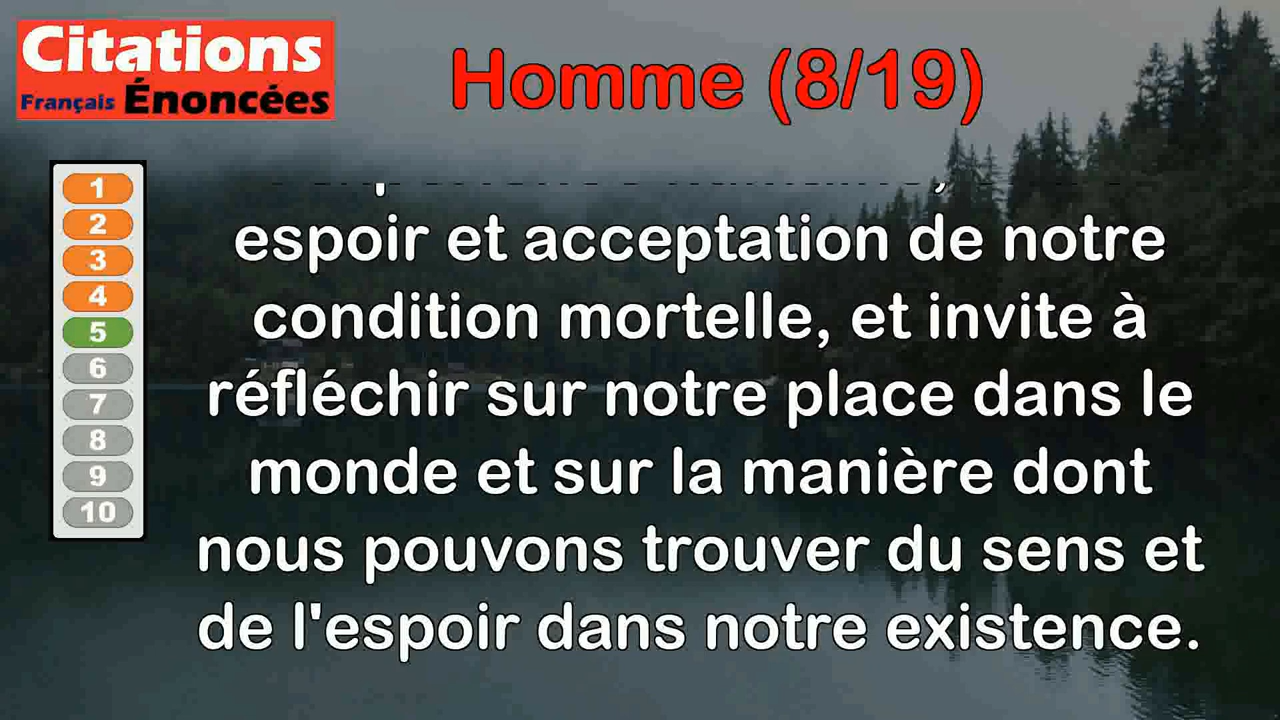 Citations
Français Énoncées
Homme (8/19)
1
2
3
4
5
6
7
8
9
10
espoir et acceptation de notre
condition mortelle, et invite à
réfléchir sur notre place dans le
monde et sur la manière dont
nous pouvons trouver du sens et
de l'espoir dans notre existence.